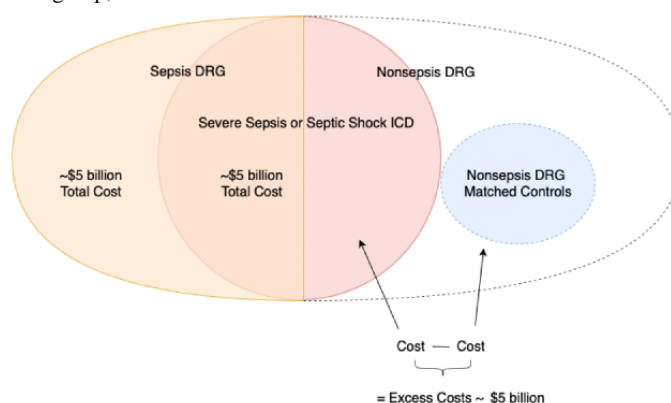 Sepsis DRG
Nonsepsis DRG
Severe Sepsis or Septic Shock ICD
~$5 billion
Total Cost
~$5 billion
Total Cost
Nonsepsis DRG
Matched Controls
Cost — Cost
= Excess Costs ~ $5 billion